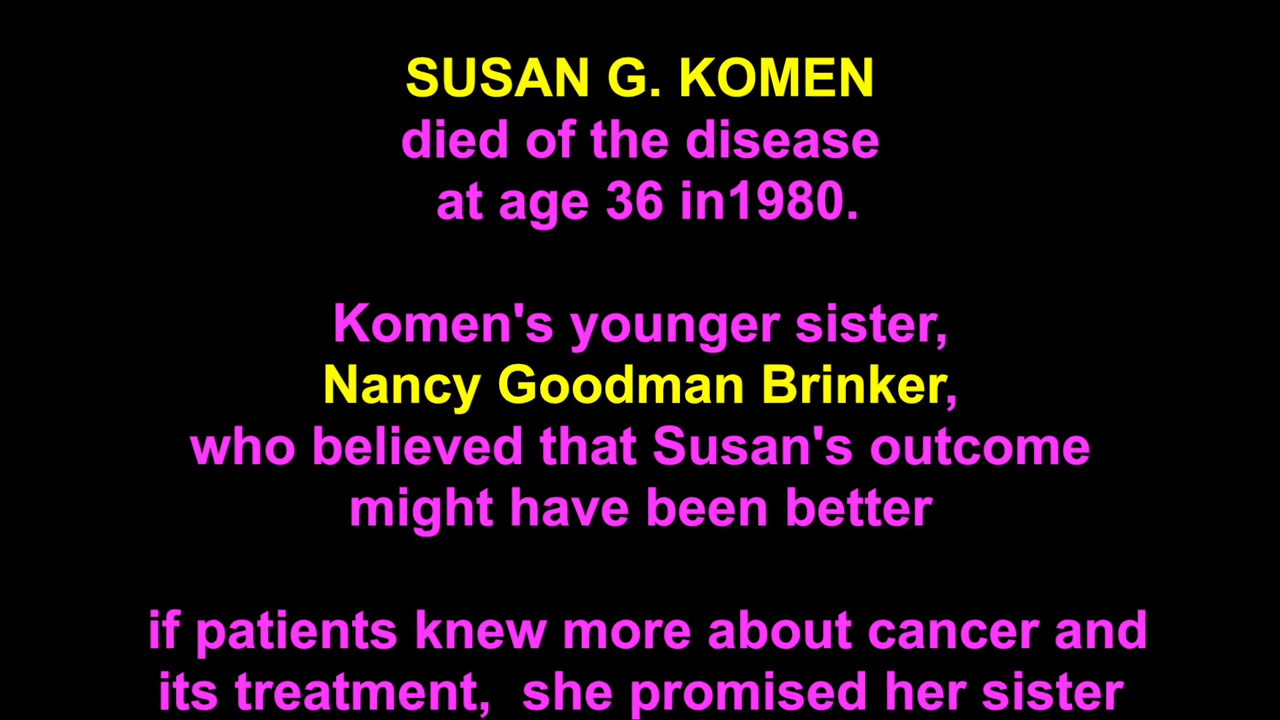 SUSAN G. KOMEN
died of the disease
at age 36 in1980.
Komen's younger sister,
Nancy Goodman Brinker,
who believed that Susan's outcome
might have been better
if patients knew more about cancer and
its treatment,  she promised her sister